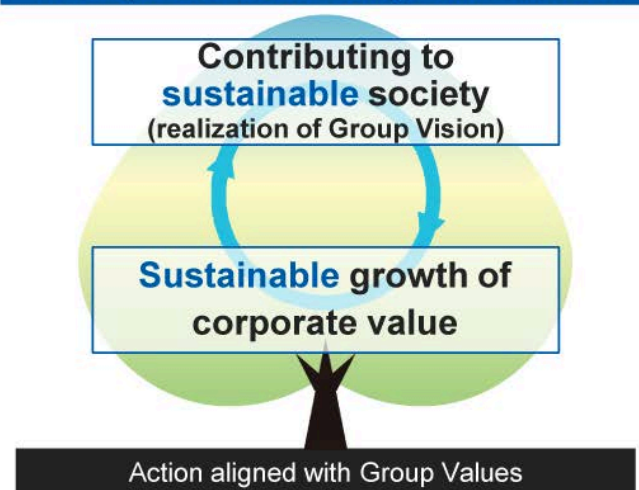 Contributing to
sustainable society
(realization of Group Vision)
Sustainable growth of
corporate value
Action aligned with Group Values